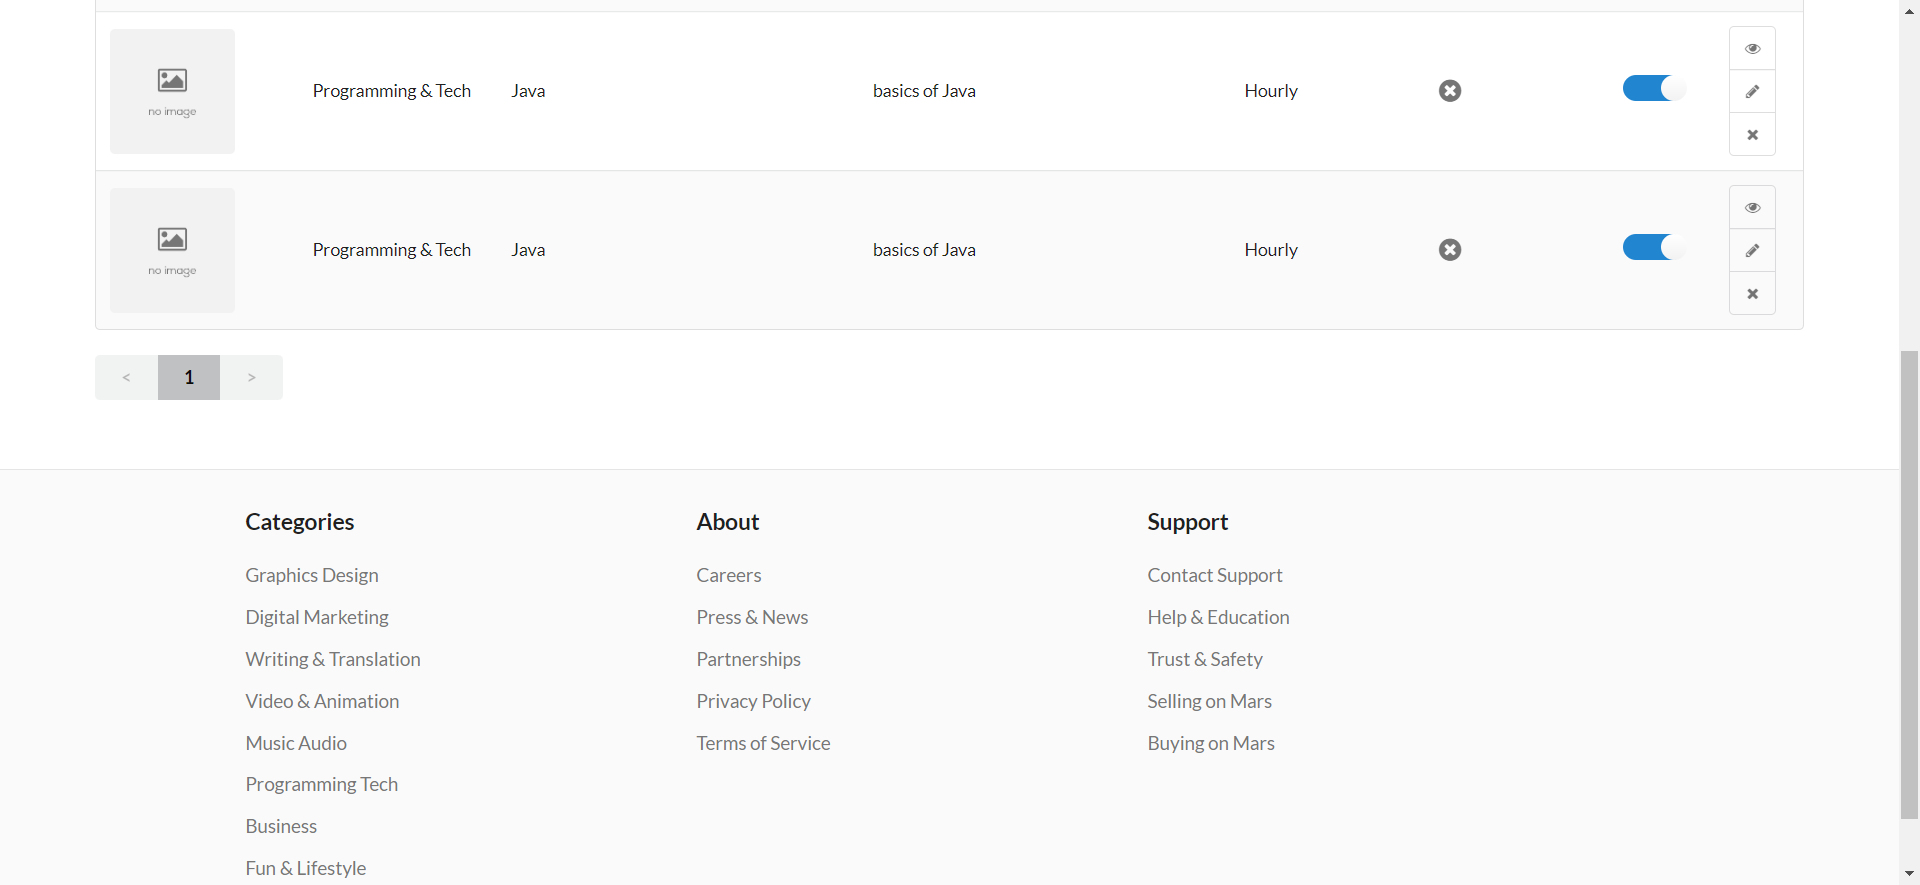 no image
Programming & Tech Java basics of Java Hourly
no image
Programming & Tech Java basics of Java Hourly
< 1 >
Categories About Support
Graphics Design Careers Contact Support
Digital Marketing Press & News Help & Education
Writing & Translation Partnerships Trust & Safety
Video & Animation Privacy Policy Selling on Mars
Music Audio Terms of Service Buying on Mars
Programming Tech
Business
Fun & Lifestyle